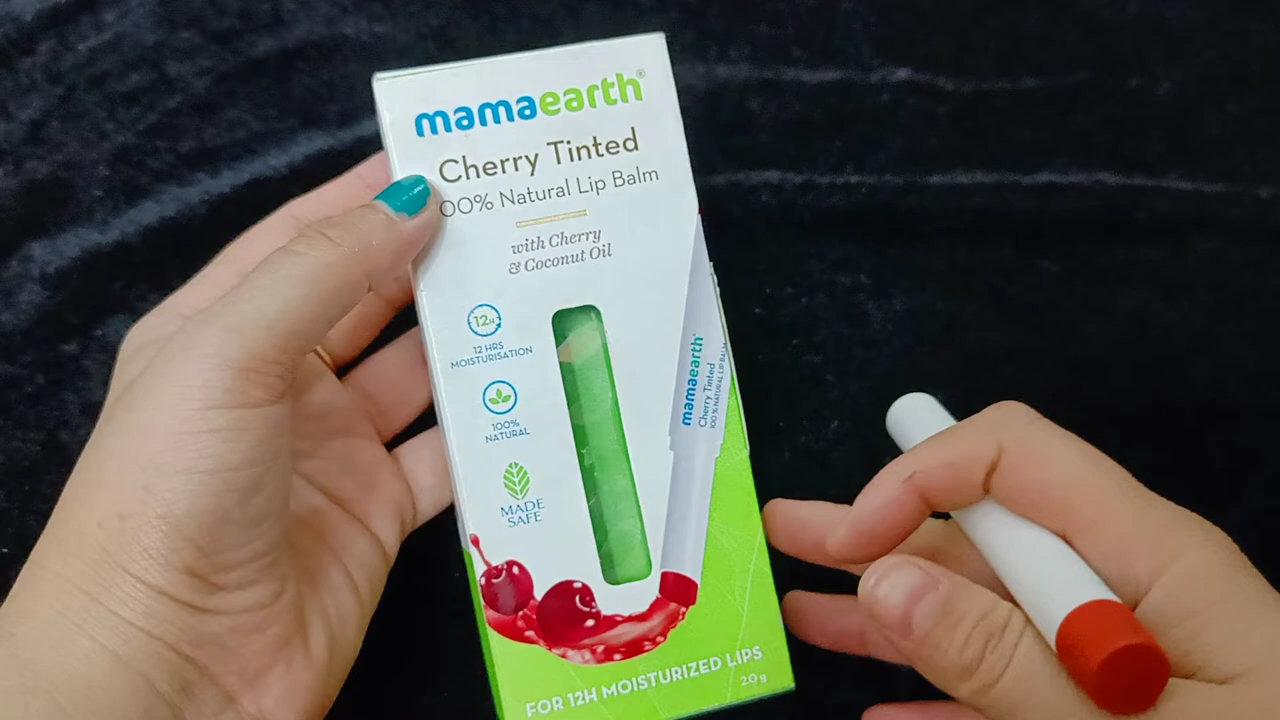 mamaearth®
Cherry Tinted
00% Natural Lip Balm
with Cherry
& Coconut Oil
12H
12 HRS
MOISTURISATION
100%
NATURAL
MADE
SAFE
mamaearth®
Cherry Tinted
100% NATURAL LIP BALM
FOR 12H MOISTURIZED LIPS
2.0 g